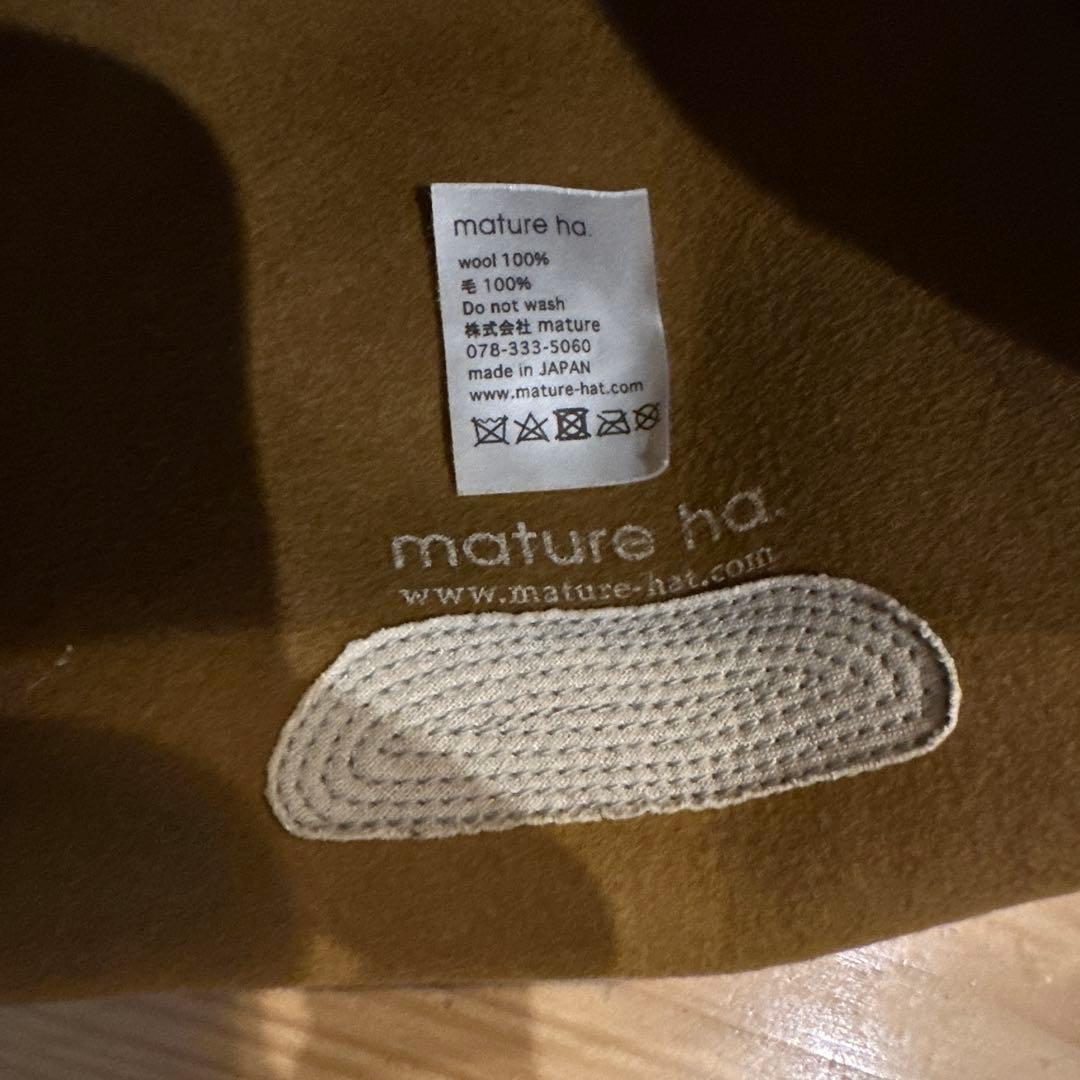 mature ha.
wool 100%
毛 100%
Do not wash
株式会社 mature
078-333-5060
made in JAPAN
www.mature-hat.com
mature ha.
www.mature-hat.com